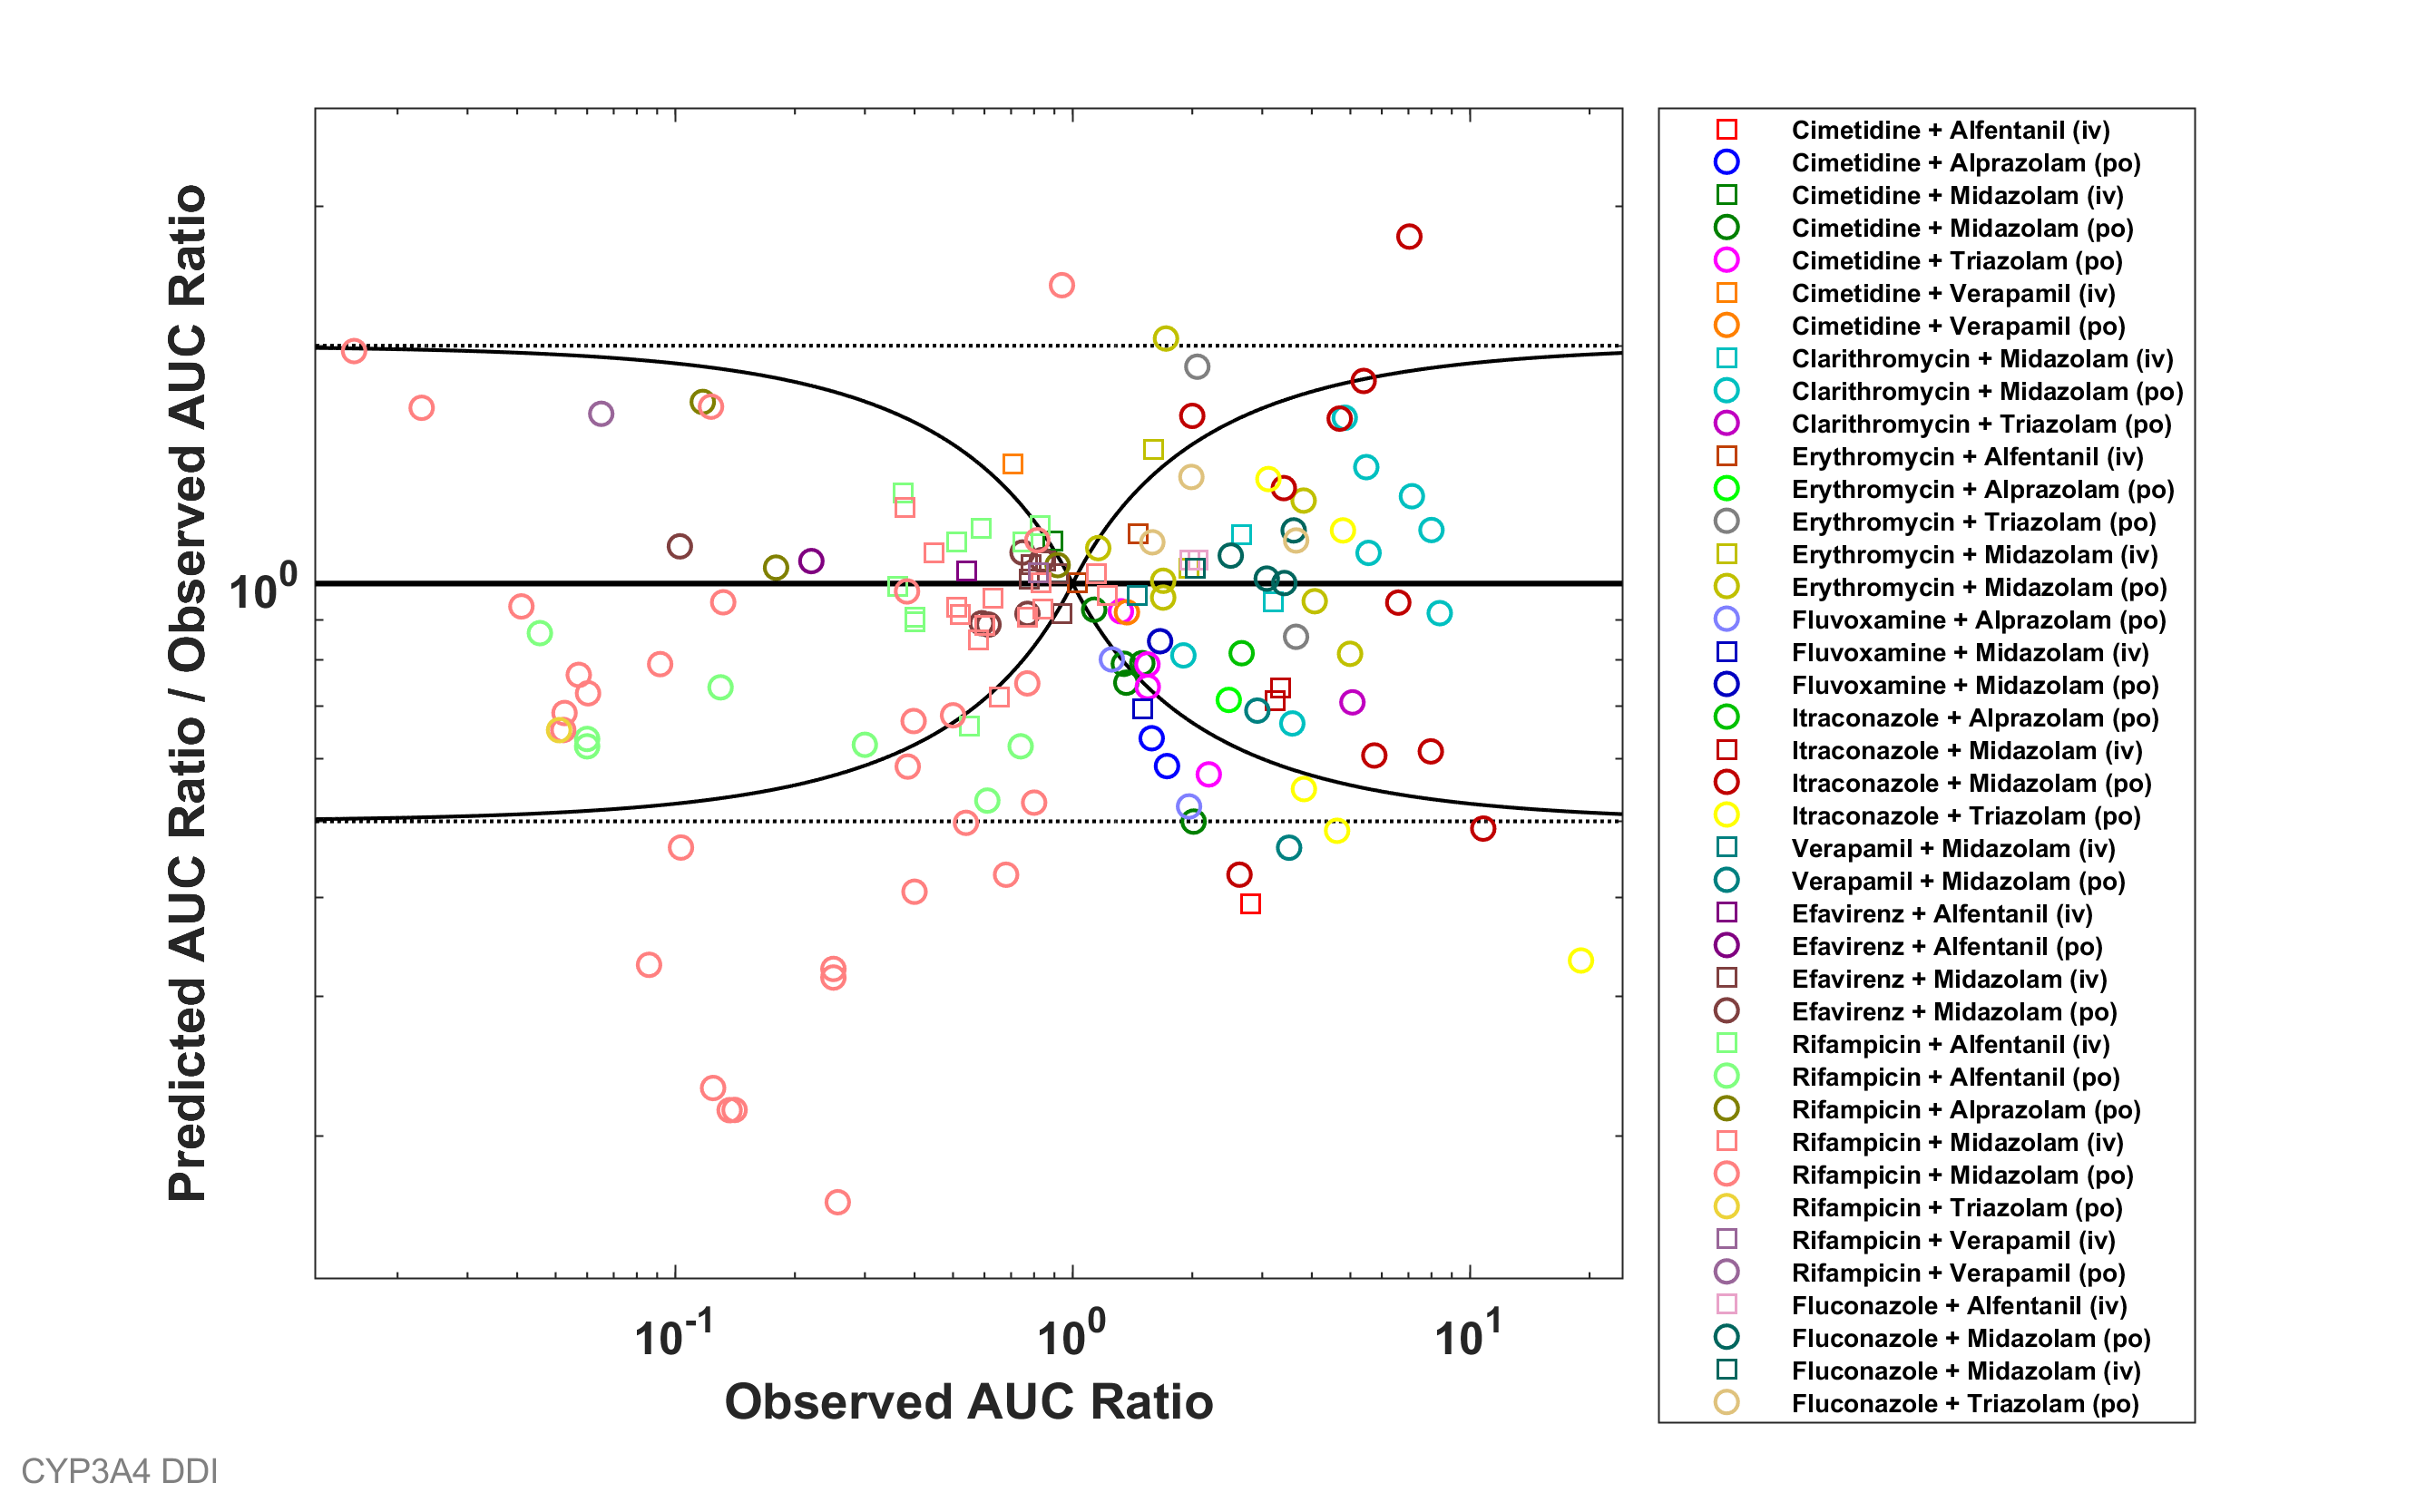 Predicted AUC Ratio / Observed AUC Ratio
10^0
10^-1
10^0
10^1
Observed AUC Ratio
Cimetidine + Alfentanil (iv)
Cimetidine + Alprazolam (po)
Cimetidine + Midazolam (iv)
Cimetidine + Midazolam (po)
Cimetidine + Triazolam (po)
Cimetidine + Verapamil (iv)
Cimetidine + Verapamil (po)
Clarithromycin + Midazolam (iv)
Clarithromycin + Midazolam (po)
Clarithromycin + Triazolam (po)
Erythromycin + Alfentanil (iv)
Erythromycin + Alprazolam (po)
Erythromycin + Triazolam (po)
Erythromycin + Midazolam (iv)
Erythromycin + Midazolam (po)
Fluvoxamine + Alprazolam (po)
Fluvoxamine + Midazolam (iv)
Fluvoxamine + Midazolam (po)
Itraconazole + Alprazolam (po)
Itraconazole + Midazolam (iv)
Itraconazole + Midazolam (po)
Itraconazole + Triazolam (po)
Verapamil + Midazolam (iv)
Verapamil + Midazolam (po)
Efavirenz + Alfentanil (iv)
Efavirenz + Alfentanil (po)
Efavirenz + Midazolam (iv)
Efavirenz + Midazolam (po)
Rifampicin + Alfentanil (iv)
Rifampicin + Alfentanil (po)
Rifampicin + Alprazolam (po)
Rifampicin + Midazolam (iv)
Rifampicin + Midazolam (po)
Rifampicin + Triazolam (po)
Rifampicin + Verapamil (iv)
Rifampicin + Verapamil (po)
Fluconazole + Alfentanil (iv)
Fluconazole + Midazolam (po)
Fluconazole + Midazolam (iv)
Fluconazole + Triazolam (po)
CYP3A4 DDI